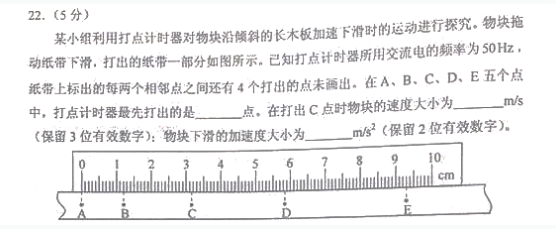 22.（5分）
某小组利用打点计时器对物块沿倾斜的长木板加速下滑时的运动进行探究。物块拖
动纸带下滑，打出的纸带一部分如图所示。已知打点计时器所用交流电的频率为50Hz，
纸带上标出的每两个相邻点之间还有4个打出的点未画出。在A、B、C、D、E五个点
中，打点计时器最先打出的是______点。在打出C点时物块的速度大小为______m/s
（保留3位有效数字）；物块下滑的加速度大小为______m/s²（保留2位有效数字）。
0 1 2 3 4 5 6 7 8 9 10
cm
A B C D E